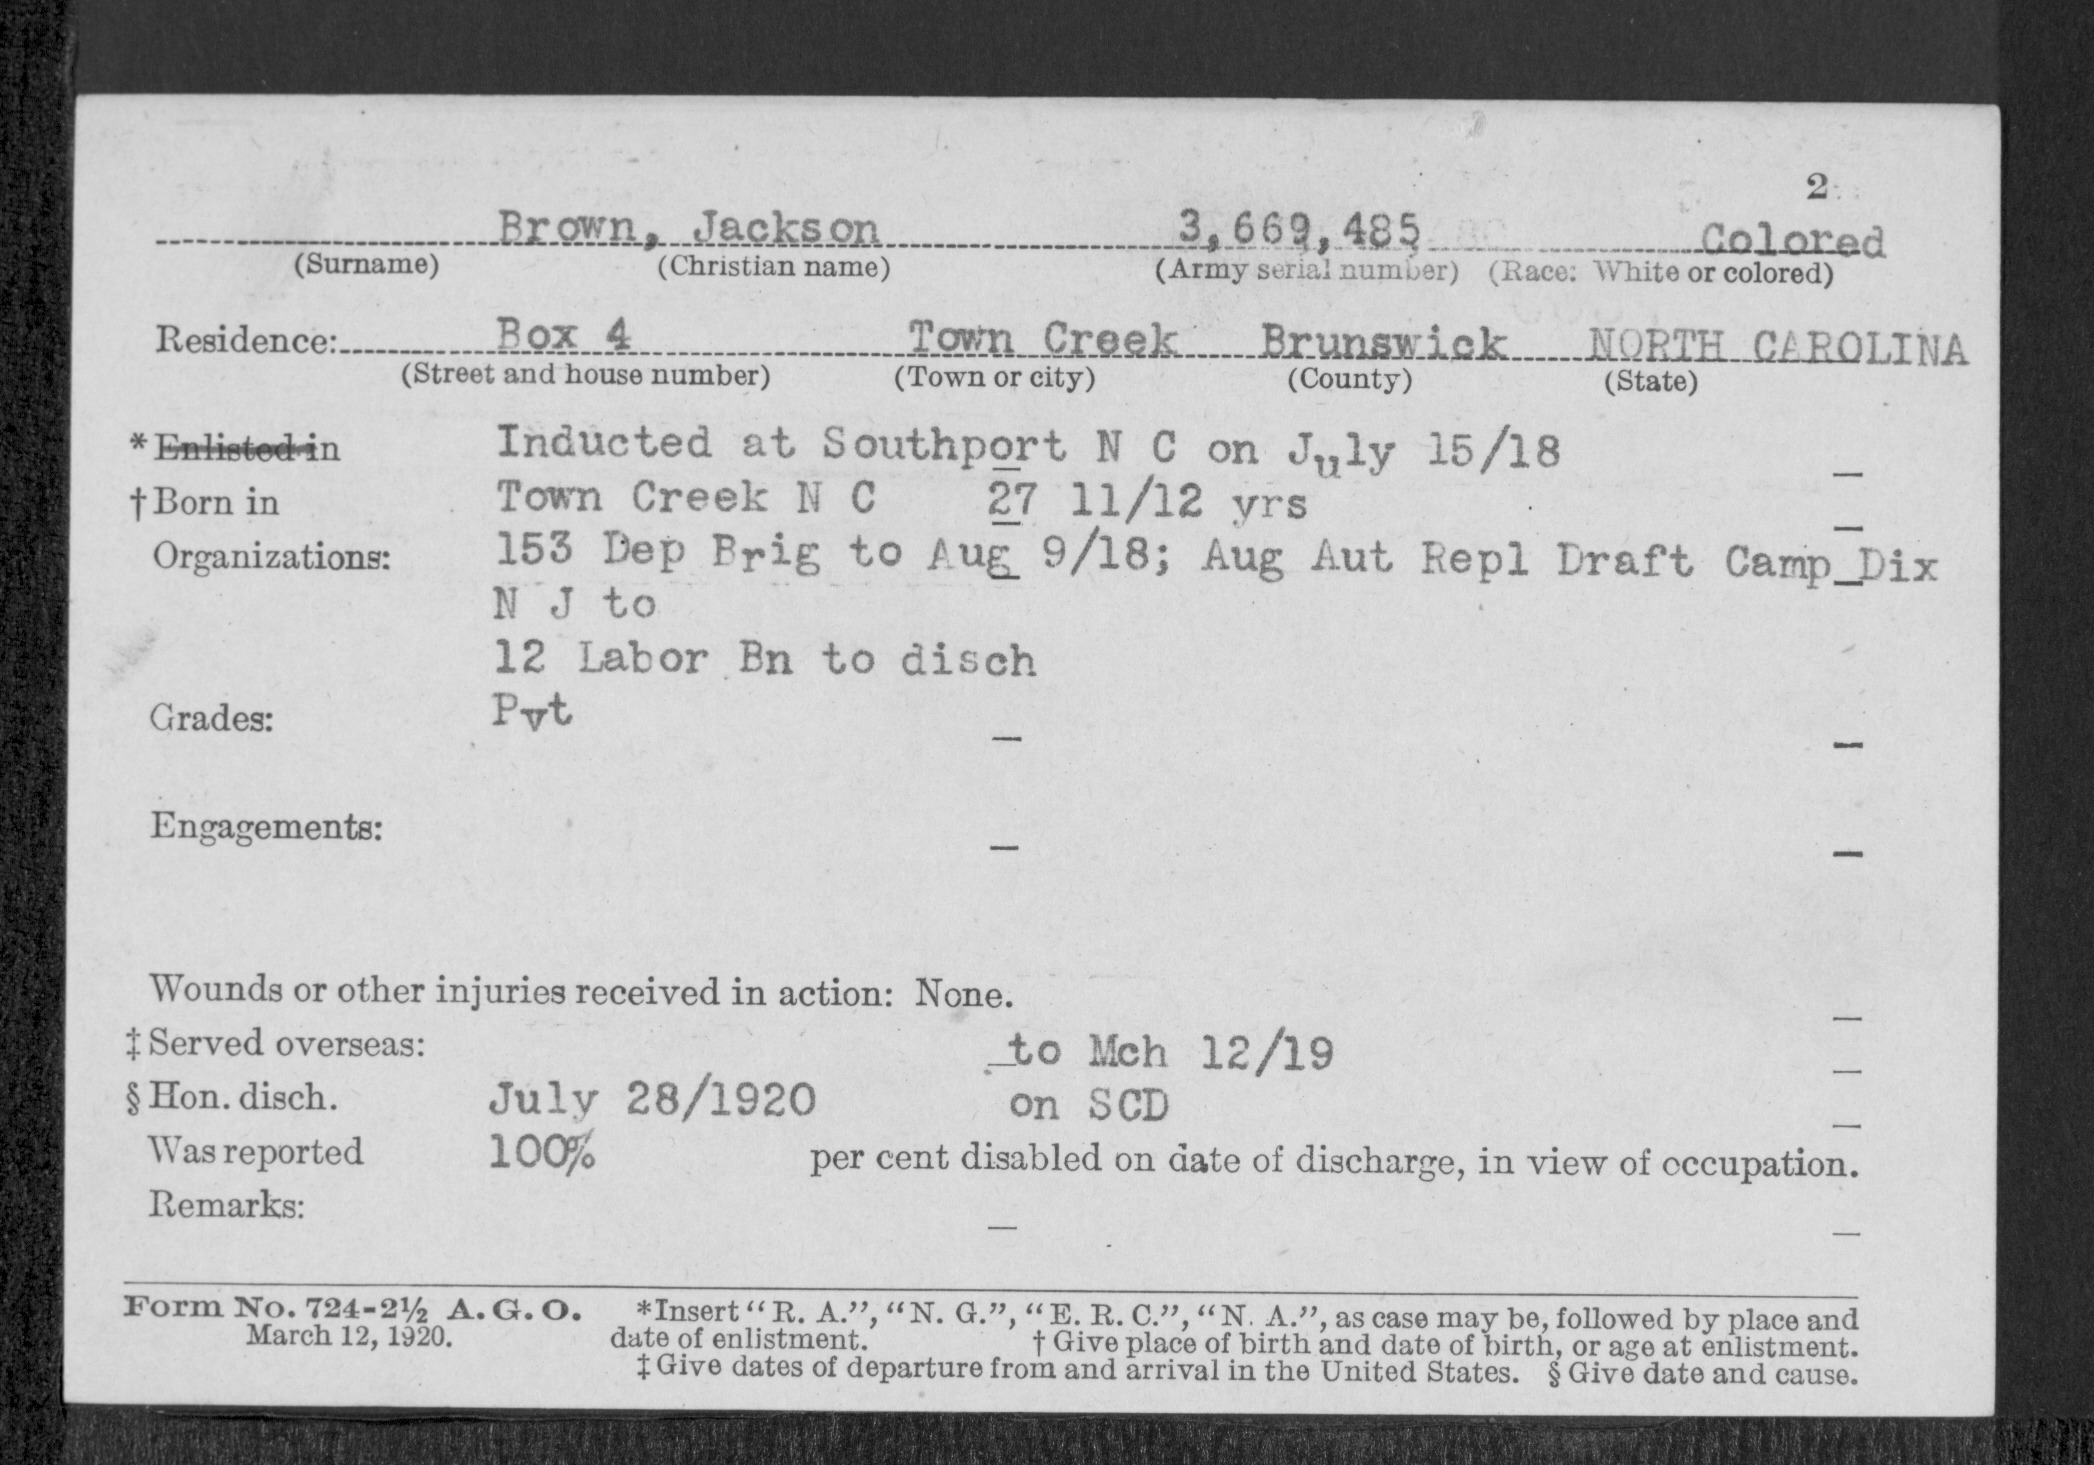 2
Brown, Jackson 3,669,485 Colored
(Surname) (Christian name) (Army serial number) (Race: White or colored)
Residence: Box 4 Town Creek Brunswick NORTH CAROLINA
(Street and house number) (Town or city) (County) (State)
* Enlisted in Inducted at Southport N C on July 15/18
† Born in Town Creek N C 27 11/12 yrs
Organizations: 153 Dep Brig to Aug 9/18; Aug Aut Repl Draft Camp Dix
N J to
12 Labor Bn to disch
Grades: Pvt
Engagements:
Wounds or other injuries received in action: None.
‡ Served overseas: to Mch 12/19
§ Hon. disch. July 28/1920 on SCD
Was reported 100% per cent disabled on date of discharge, in view of occupation.
Remarks:
Form No. 724-2½ A. G. O. *Insert "R. A.", "N. G.", "E. R. C.", "N. A.", as case may be, followed by place and
March 12, 1920. date of enlistment. † Give place of birth and date of birth, or age at enlistment.
‡ Give dates of departure from and arrival in the United States. § Give date and cause.